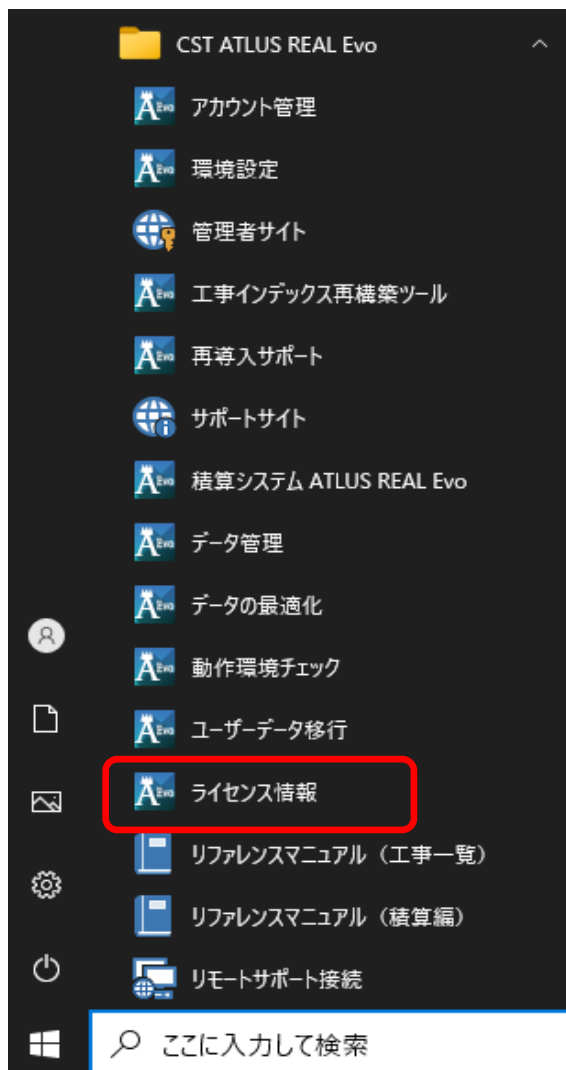 CST ATLUS REAL Evo
アカウント管理
環境設定
管理者サイト
工事インデックス再構築ツール
再導入サポート
サポートサイト
積算システム ATLUS REAL Evo
データ管理
データの最適化
動作環境チェック
ユーザーデータ移行
ライセンス情報
リファレンスマニュアル（工事一覧）
リファレンスマニュアル（積算編）
リモートサポート接続
ここに入力して検索